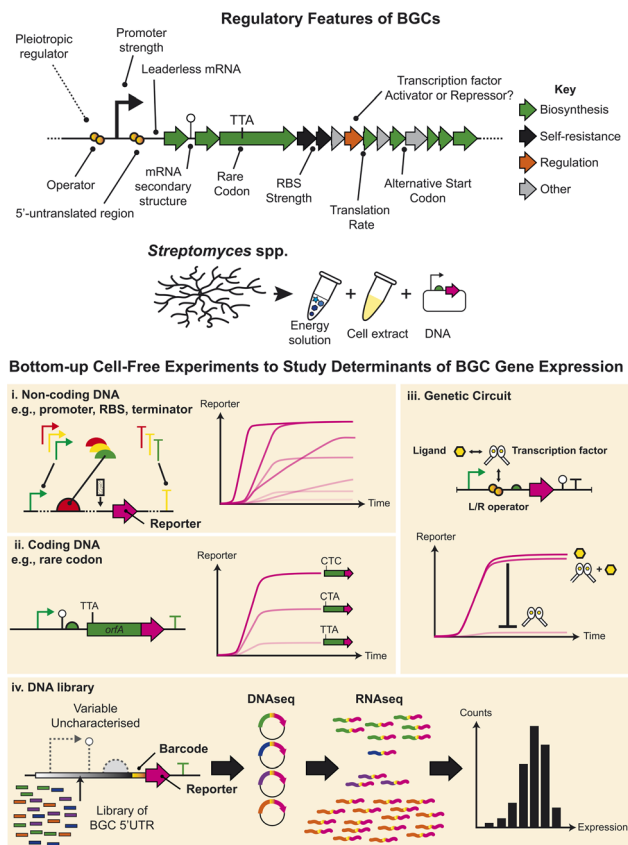 Regulatory Features of BGCs
Pleiotropic
regulator
Promoter
strength
Leaderless mRNA
Transcription factor
Activator or Repressor?
TTA
Operator
5'-untranslated region
mRNA
secondary
structure
Rare
Codon
RBS
Strength
Translation
Rate
Alternative Start
Codon
Key
Biosynthesis
Self-resistance
Regulation
Other
Streptomyces spp.
+
+
Energy
solution
Cell extract
DNA
Bottom-up Cell-Free Experiments to Study Determinants of BGC Gene Expression
i. Non-coding DNA
e.g., promoter, RBS, terminator
Reporter
Reporter
Time
ii. Coding DNA
e.g., rare codon
TTA
orfA
Reporter
CTC
CTA
TTA
Time
iii. Genetic Circuit
Ligand
Transcription factor
L/R operator
Reporter
+
Time
iv. DNA library
Variable
Uncharacterised
Barcode
Reporter
Library of
BGC 5'UTR
DNAseq
RNAseq
Counts
Expression